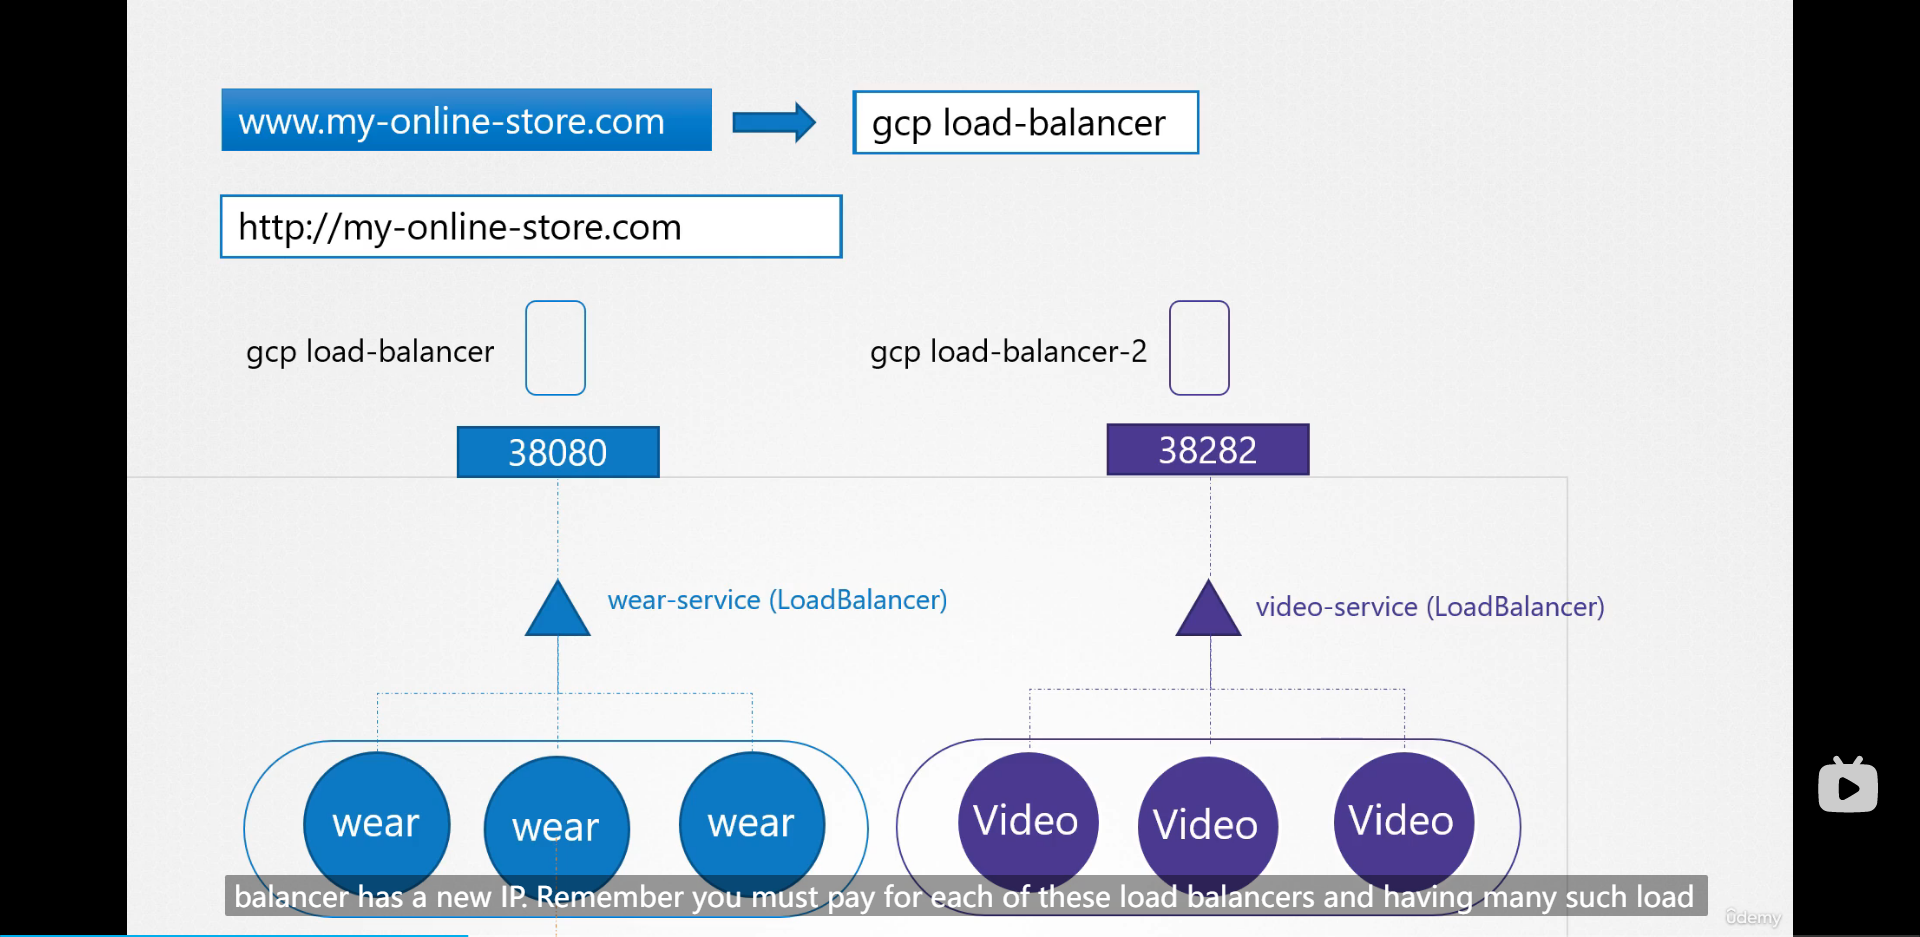 www.my-online-store.com
gcp load-balancer
http://my-online-store.com
gcp load-balancer
gcp load-balancer-2
38080
38282
wear-service (LoadBalancer)
video-service (LoadBalancer)
wear
wear
wear
Video
Video
Video
balancer has a new IP. Remember you must pay for each of these load balancers and having many such load
ûdemy